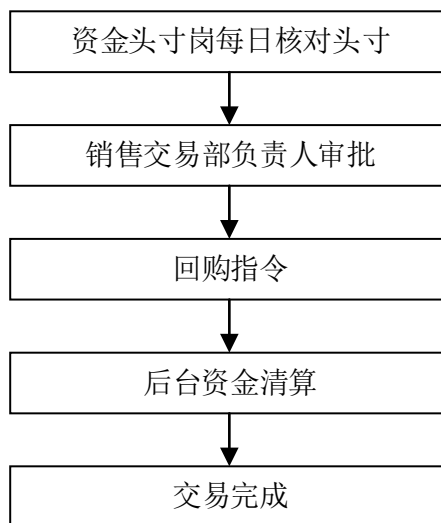 资金头寸岗每日核对头寸
销售交易部负责人审批
回购指令
后台资金清算
交易完成